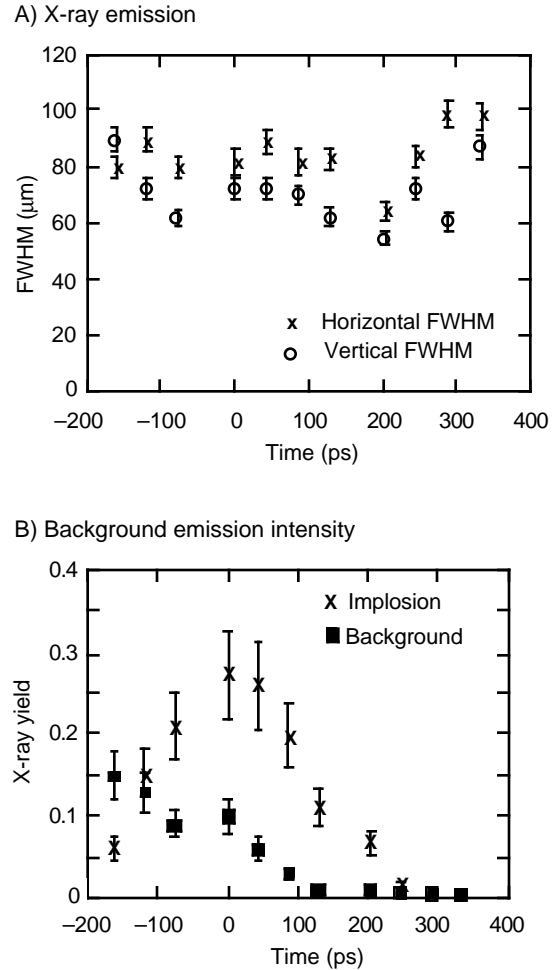 A) X-ray emission
120
100
80
60
40
20
0
FWHM (μm)
x Horizontal FWHM
o Vertical FWHM
–200 –100 0 100 200 300 400
Time (ps)
B) Background emission intensity
0.4
0.3
0.2
0.1
0
X-ray yield
x Implosion
Background
–200 –100 0 100 200 300 400
Time (ps)